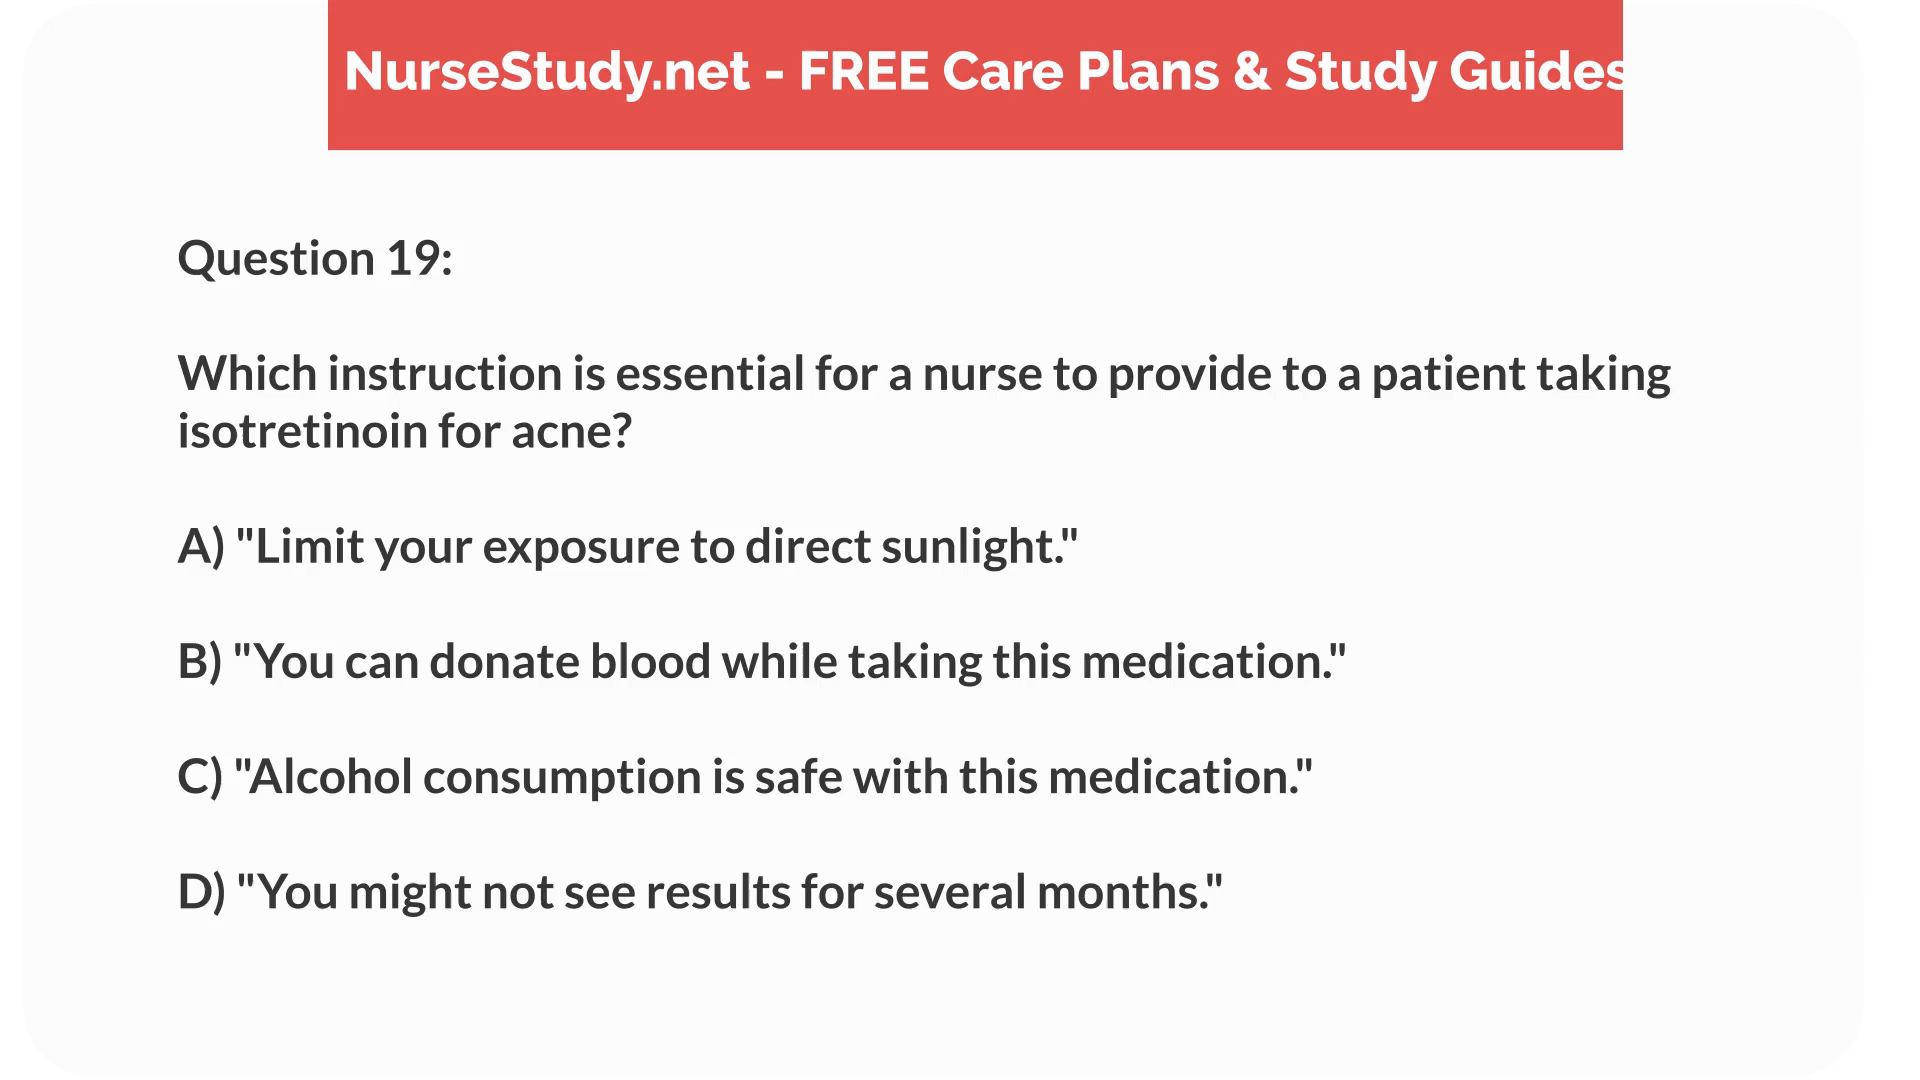 NurseStudy.net - FREE Care Plans & Study Guides
Question 19:
Which instruction is essential for a nurse to provide to a patient taking
isotretinoin for acne?
A) "Limit your exposure to direct sunlight."
B) "You can donate blood while taking this medication."
C) "Alcohol consumption is safe with this medication."
D) "You might not see results for several months."